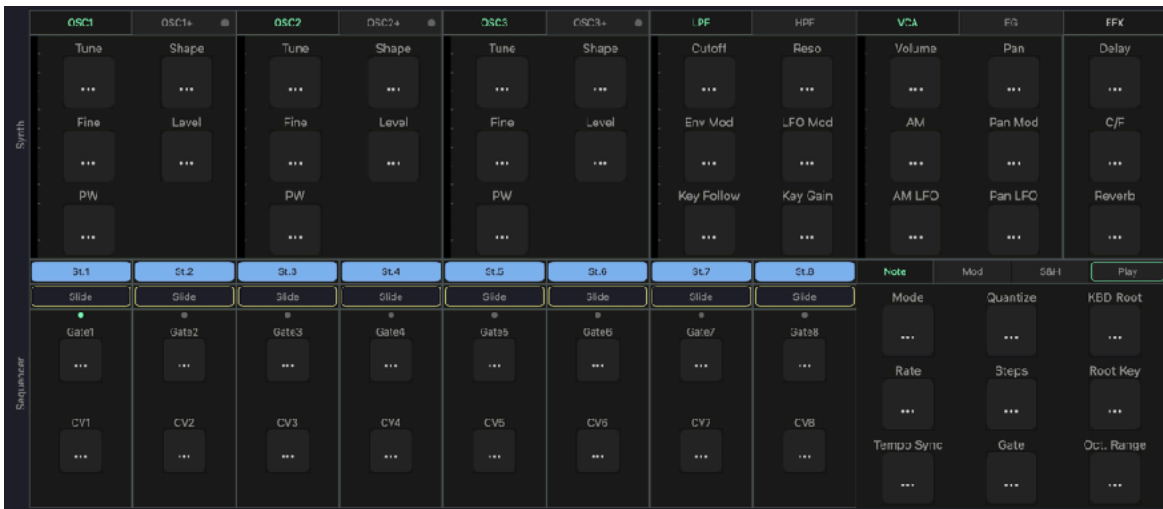 OSC1 OSC1+ OSC2 OSC2+ OSC3 OSC3+ LPF HPF VCA EG EFX
Tune Shape Tune Shape Tune Shape Cutoff Reso Volume Pan Delay
... ... ... ... ... ... ... ... ... ... ...
Fine Level Fine Level Fine Level Env Mod LFO Mod AM Pan Mod C/F
... ... ... ... ... ... ... ... ... ... ...
PW PW PW Key Follow Key Gain AM LFO Pan LFO Reverb
... ... ... ... ... ... ... ...
Synth
St.1 St.2 St.3 St.4 St.5 St.6 St.7 St.8 Note Mod S&H Play
Slide Slide Slide Slide Slide Slide Slide Slide
Mode Quantize KBD Root
Gate1 Gate2 Gate3 Gate4 Gate5 Gate6 Gate7 Gate8
... ... ...
... ... ... ... ... ... ... ...
Rate Steps Root Key
... ... ...
CV1 CV2 CV3 CV4 CV5 CV6 CV7 CV8
Tempo Sync Gate Oct. Range
... ... ... ... ... ... ... ...
... ... ...
Sequencer